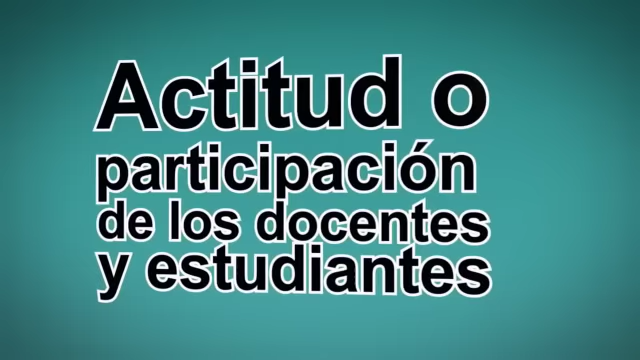 Actitud o
participación
de los docentes
y estudiantes